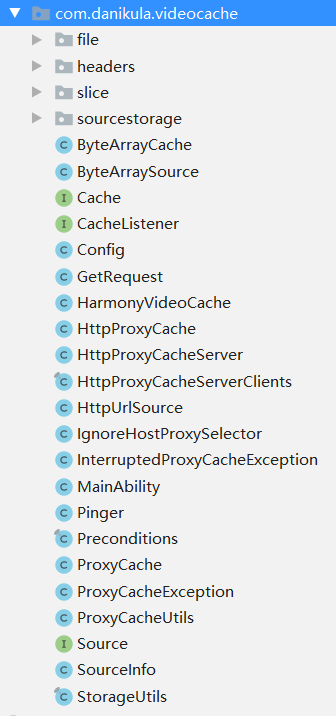 com.danikula.videocache
file
headers
slice
sourcestorage
C ByteArrayCache
C ByteArraySource
I Cache
I CacheListener
C Config
C GetRequest
C HarmonyVideoCache
C HttpProxyCache
C HttpProxyCacheServer
C HttpProxyCacheServerClients
C HttpUrlSource
C IgnoreHostProxySelector
C InterruptedProxyCacheException
C MainAbility
C Pinger
C Preconditions
C ProxyCache
C ProxyCacheException
C ProxyCacheUtils
I Source
C SourceInfo
C StorageUtils